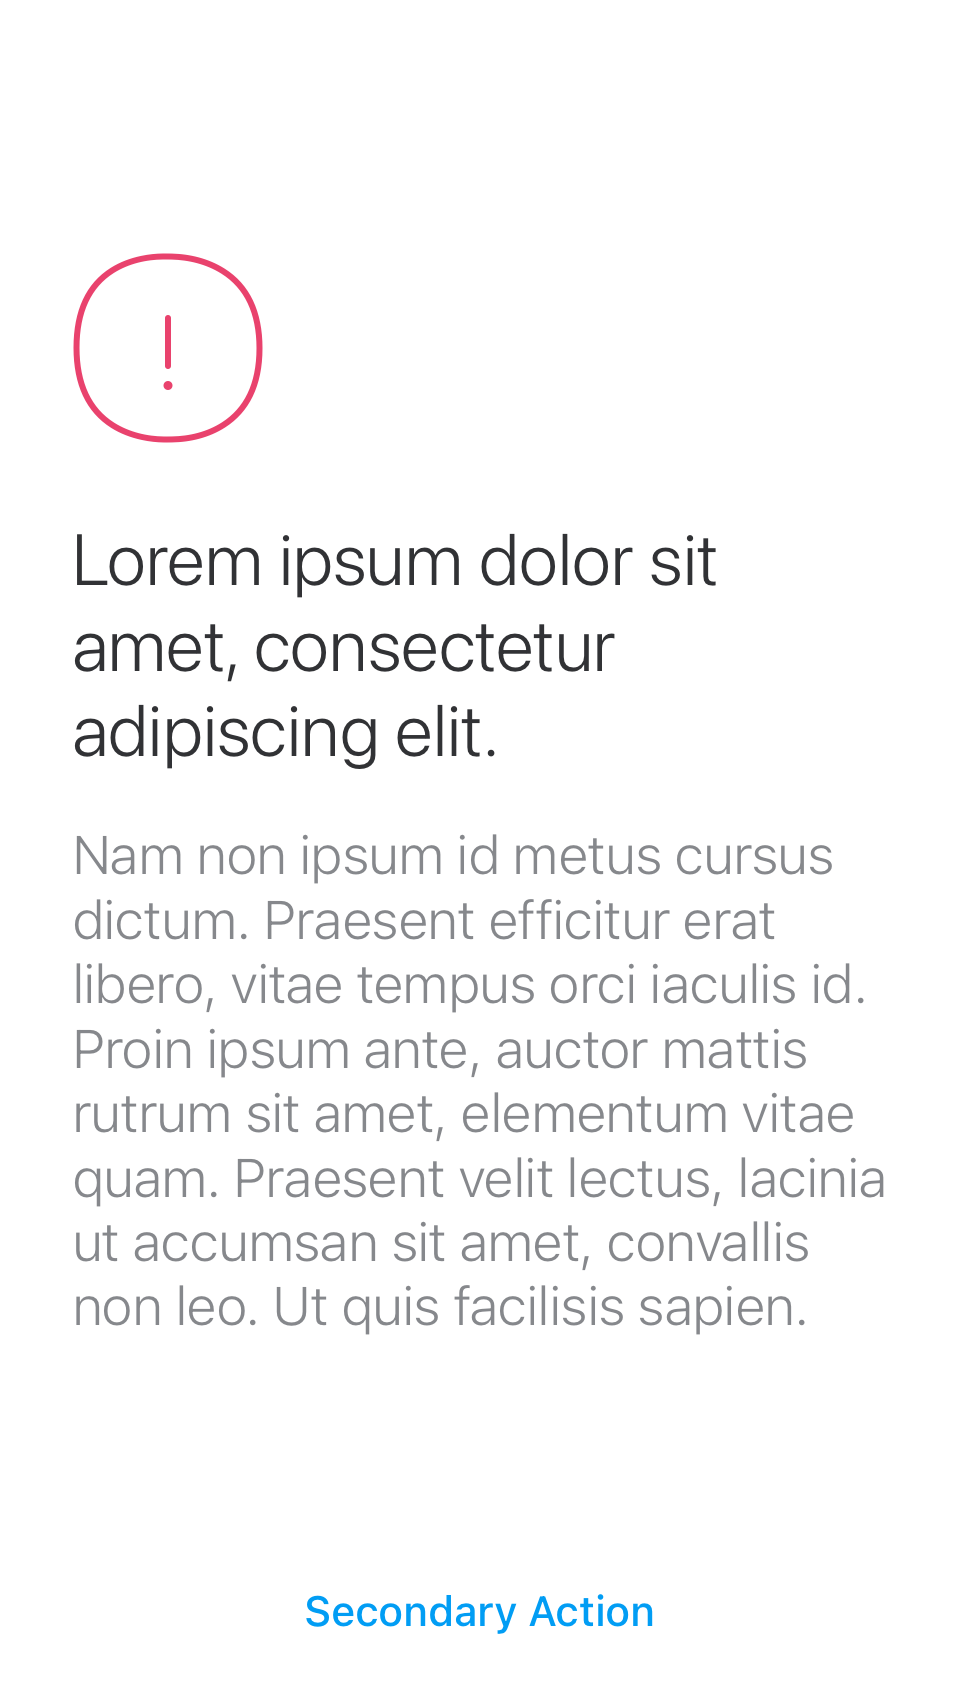 Lorem ipsum dolor sit
amet, consectetur
adipiscing elit.
Nam non ipsum id metus cursus
dictum. Praesent efficitur erat
libero, vitae tempus orci iaculis id.
Proin ipsum ante, auctor mattis
rutrum sit amet, elementum vitae
quam. Praesent velit lectus, lacinia
ut accumsan sit amet, convallis
non leo. Ut quis facilisis sapien.
Secondary Action